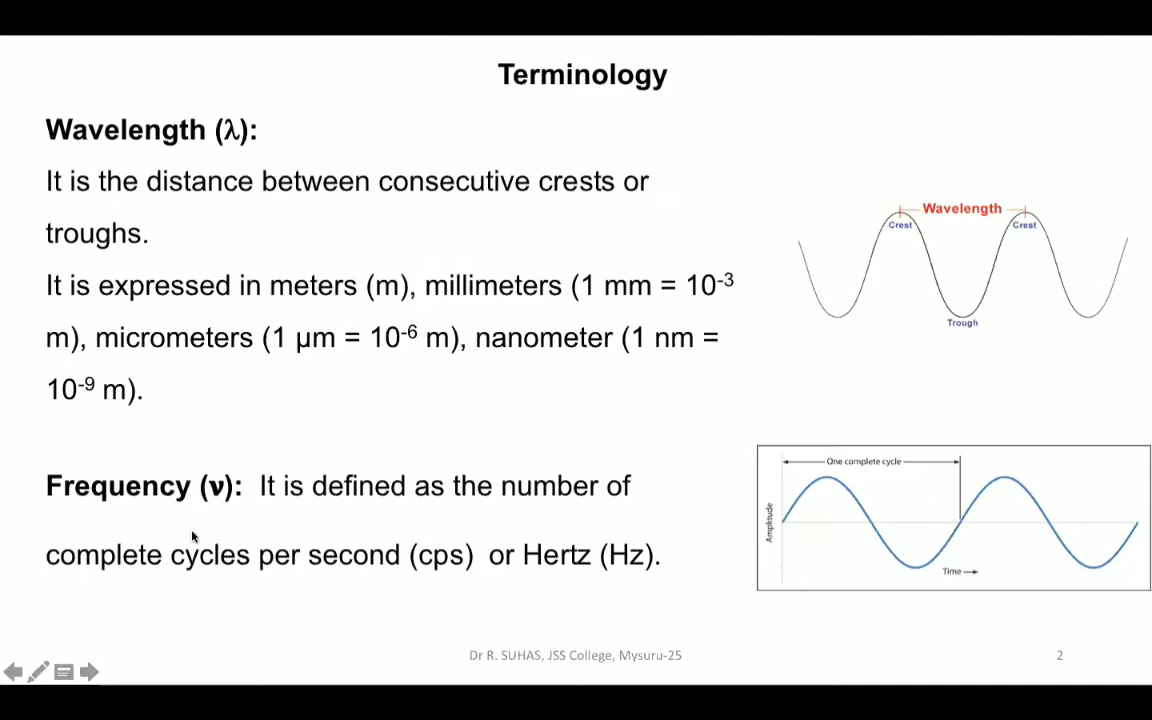 Terminology
Wavelength (λ):
It is the distance between consecutive crests or
troughs.
It is expressed in meters (m), millimeters (1 mm = 10⁻³
m), micrometers (1 µm = 10⁻⁶ m), nanometer (1 nm =
10⁻⁹ m).
Wavelength
Crest
Crest
Trough
Frequency (ν): It is defined as the number of
complete cycles per second (cps) or Hertz (Hz).
One complete cycle
Amplitude
Time
Dr R. SUHAS, JSS College, Mysuru-25
2